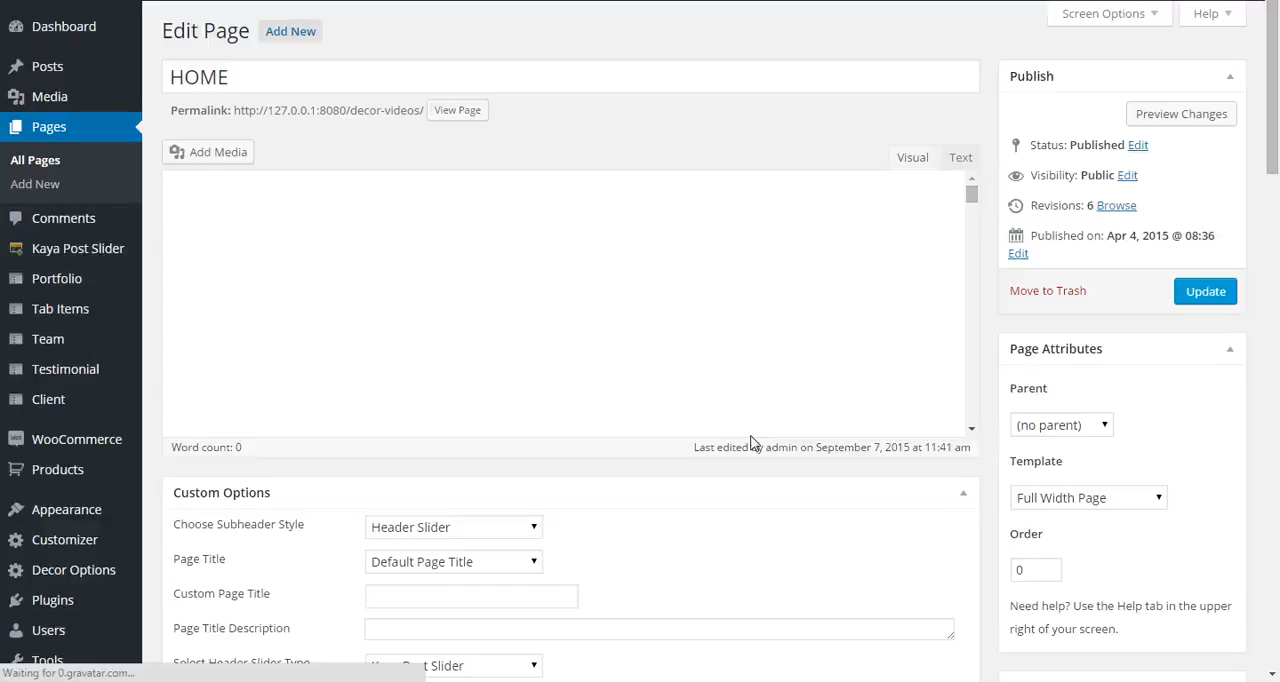 Dashboard
Posts
Media
Pages
All Pages
Add New
Comments
Kaya Post Slider
Portfolio
Tab Items
Team
Testimonial
Client
WooCommerce
Products
Appearance
Customizer
Decor Options
Plugins
Users
Tools
Waiting for 0.gravatar.com...
Screen Options
Help
Edit Page
Add New
HOME
Permalink: http://127.0.0.1:8080/decor-videos/
View Page
Add Media
Visual
Text
Word count: 0
Last edited by admin on September 7, 2015 at 11:41 am
Custom Options
Choose Subheader Style
Header Slider
Page Title
Default Page Title
Custom Page Title
Page Title Description
Select Header Slider Type
Kaya Post Slider
Publish
Preview Changes
Status: Published Edit
Visibility: Public Edit
Revisions: 6 Browse
Published on: Apr 4, 2015 @ 08:36
Edit
Move to Trash
Update
Page Attributes
Parent
(no parent)
Template
Full Width Page
Order
0
Need help? Use the Help tab in the upper
right of your screen.